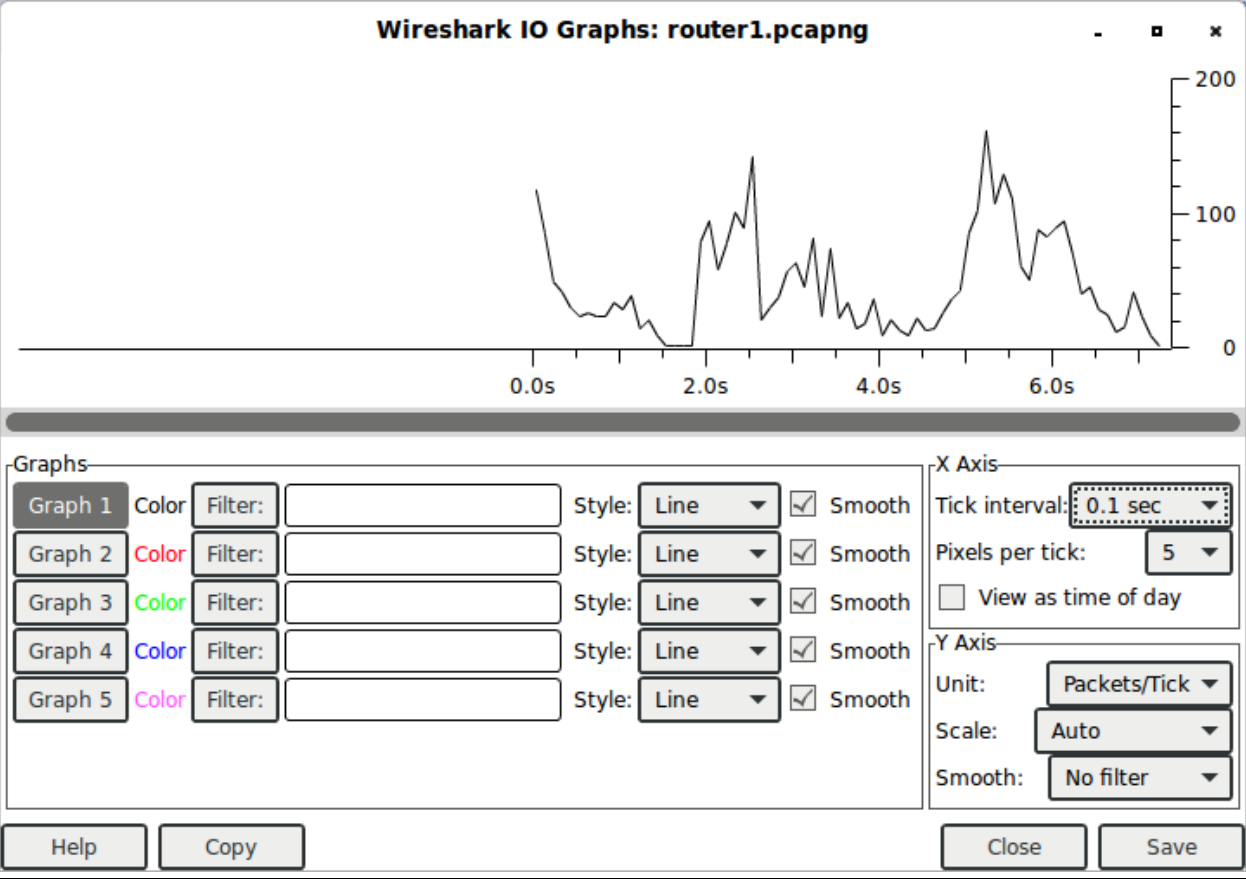 Wireshark IO Graphs: router1.pcapng
200
100
0
0.0s 2.0s 4.0s 6.0s
Graphs
Graph 1 Color Filter: Style: Line Smooth
Graph 2 Color Filter: Style: Line Smooth
Graph 3 Color Filter: Style: Line Smooth
Graph 4 Color Filter: Style: Line Smooth
Graph 5 Color Filter: Style: Line Smooth
X Axis
Tick interval: 0.1 sec
Pixels per tick: 5
View as time of day
Y Axis
Unit: Packets/Tick
Scale: Auto
Smooth: No filter
Help Copy Close Save